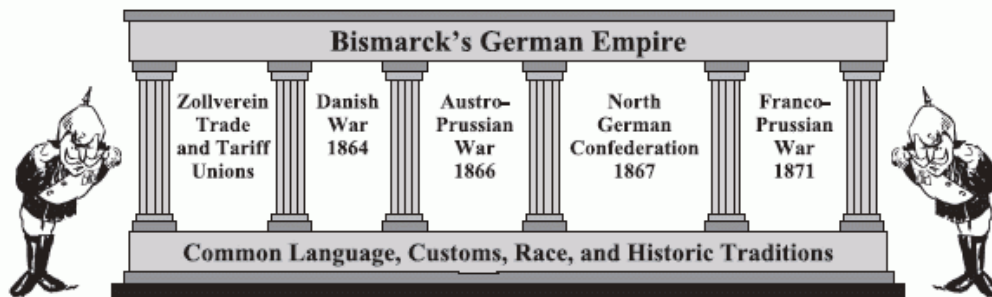 Bismarck's German Empire
Zollverein
Trade
and Tariff
Unions
Danish
War
1864
Austro–
Prussian
War
1866
North
German
Confederation
1867
Franco–
Prussian
War
1871
Common Language, Customs, Race, and Historic Traditions